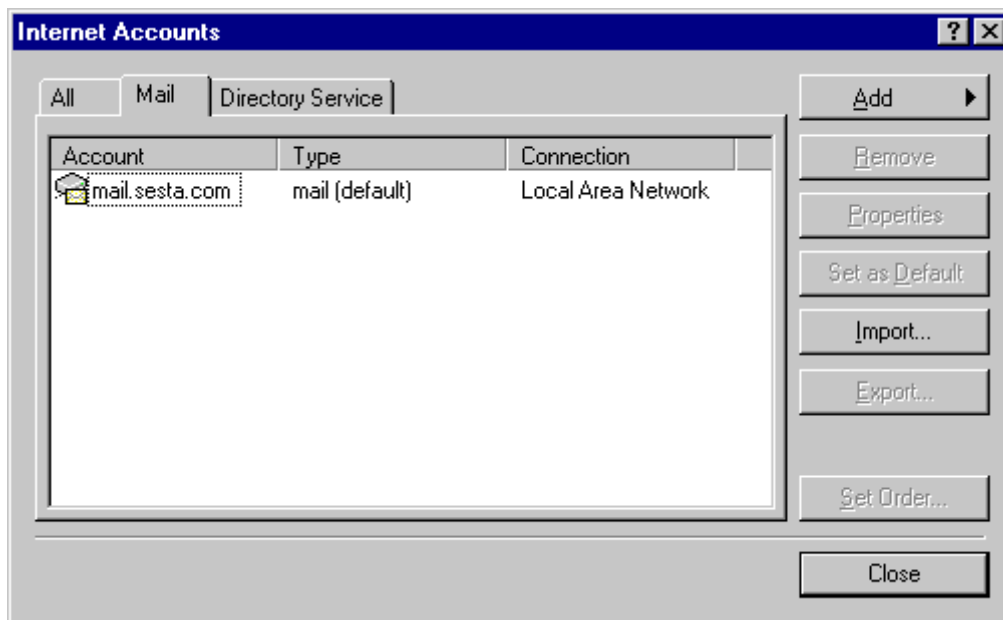 Internet Accounts
All Mail Directory Service
Account Type Connection
mail.sesta.com mail (default) Local Area Network
Add
Remove
Properties
Set as Default
Import...
Export...
Set Order...
Close